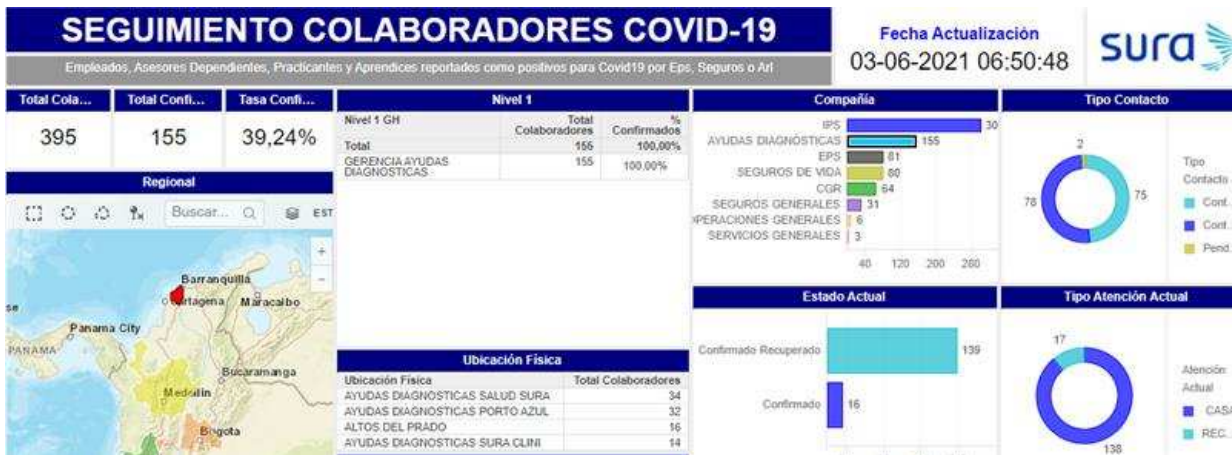 SEGUIMIENTO COLABORADORES COVID-19
Empleados, Asesores Dependientes, Practicantes y Aprendices reportados como positivos para Covid19 por Eps, Seguros o Arl
Fecha Actualización
03-06-2021 06:50:48
sura
Total Cola...
395
Total Confi...
155
Tasa Confi...
39,24%
Regional
Buscar...
EST
Barranquilla
Cartagena
Maracaibo
Panama City
PANAMA
Bucaramanga
Medellin
Bogota
Nivel 1
Nivel 1 GH Total Colaboradores % Confirmados
Total 155 100,00%
GERENCIA AYUDAS DIAGNOSTICAS 155 100,00%
Ubicación Física
Ubicación Física Total Colaboradores
AYUDAS DIAGNOSTICAS SALUD SURA 34
AYUDAS DIAGNOSTICAS PORTO AZUL 32
ALTOS DEL PRADO 16
AYUDAS DIAGNOSTICAS SURA CLINI 14
Compañía
IPS 30
AYUDAS DIAGNÓSTICAS 155
EPS 81
SEGUROS DE VIDA 80
CGR 64
SEGUROS GENERALES 31
OPERACIONES GENERALES 6
SERVICIOS GENERALES 3
40 120 200 280
Estado Actual
Confirmado Recuperado 139
Confirmado 16
Tipo Contacto
2
78
75
Tipo Contacto
Cont.
Cont.
Pend.
Tipo Atención Actual
17
138
Atención Actual
CASA
REC...